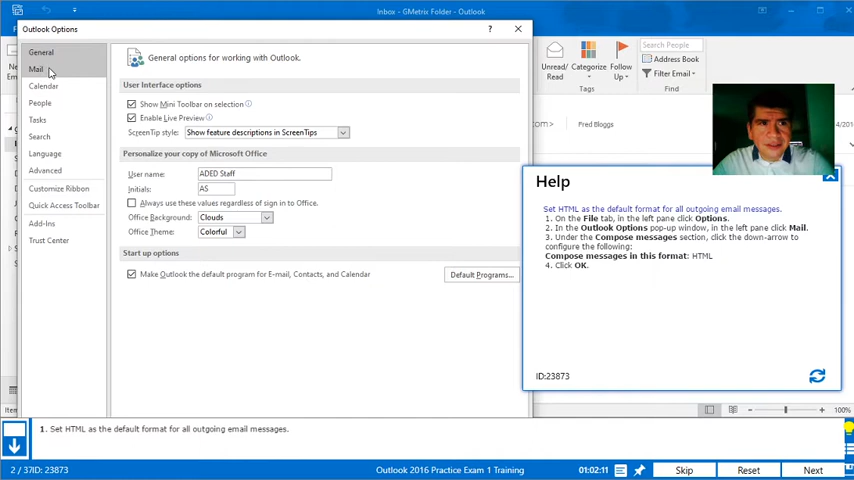 Inbox - GMetrix Folder - Outlook
Outlook Options
General
Mail
Calendar
People
Tasks
Search
Language
Advanced
Customize Ribbon
Quick Access Toolbar
Add-Ins
Trust Center
General options for working with Outlook.
User Interface options
Show Mini Toolbar on selection
Enable Live Preview
ScreenTip style: Show feature descriptions in ScreenTips
Personalize your copy of Microsoft Office
User name: ADED Staff
Initials: AS
Always use these values regardless of sign in to Office.
Office Background: Clouds
Office Theme: Colorful
Start up options
Make Outlook the default program for E-mail, Contacts, and Calendar
Default Programs...
Unread/ Read
Categorize
Follow Up
Tags
Search People
Address Book
Filter Email
Find
Pred Bloggs
Help
Set HTML as the default format for all outgoing email messages.
1. On the File tab, in the left pane click Options.
2. In the Outlook Options pop-up window, in the left pane click Mail.
3. Under the Compose messages section, click the down-arrow to
configure the following:
Compose messages in this format: HTML
4. Click OK.
ID:23873
100%
1. Set HTML as the default format for all outgoing email messages.
2 / 37ID: 23873
Outlook 2016 Practice Exam 1 Training
01:02:11
Skip
Reset
Next